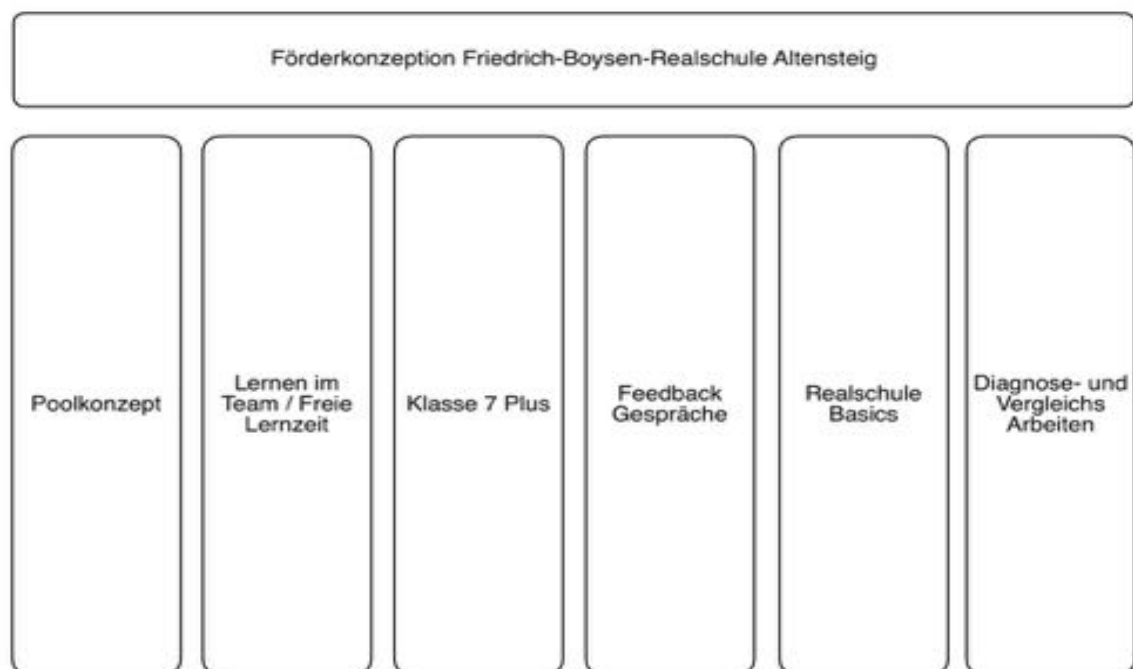 Förderkonzeption Friedrich-Boysen-Realschule Altensteig
Poolkonzept
Lernen im
Team / Freie
Lernzeit
Klasse 7 Plus
Feedback
Gespräche
Realschule
Basics
Diagnose- und
Vergleichs
Arbeiten